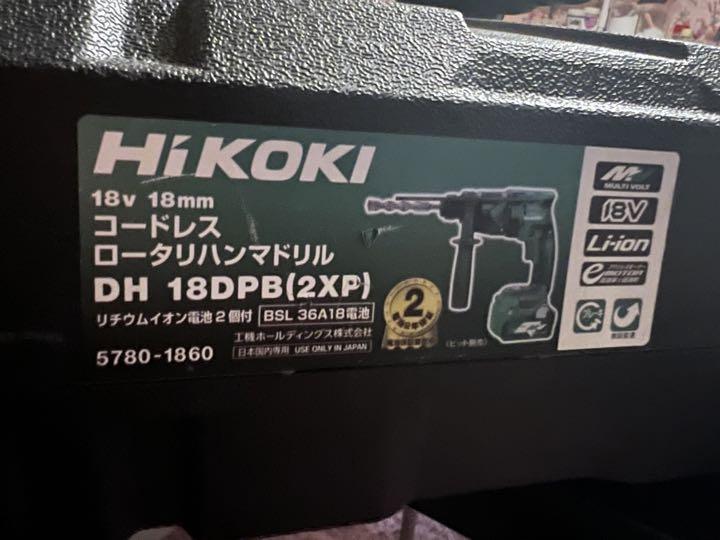 HiKOKI
18v 18mm
コードレス
ロータリハンマドリル
DH 18DPB(2XP)
リチウムイオン電池2個付 BSL 36A18電池
工機ホールディングス株式会社
5780-1860
日本国内専用 USE ONLY IN JAPAN
2
(ビット別売)
MULTI VOLT
18V
Li-ion
e MOTOR
ブレーキ